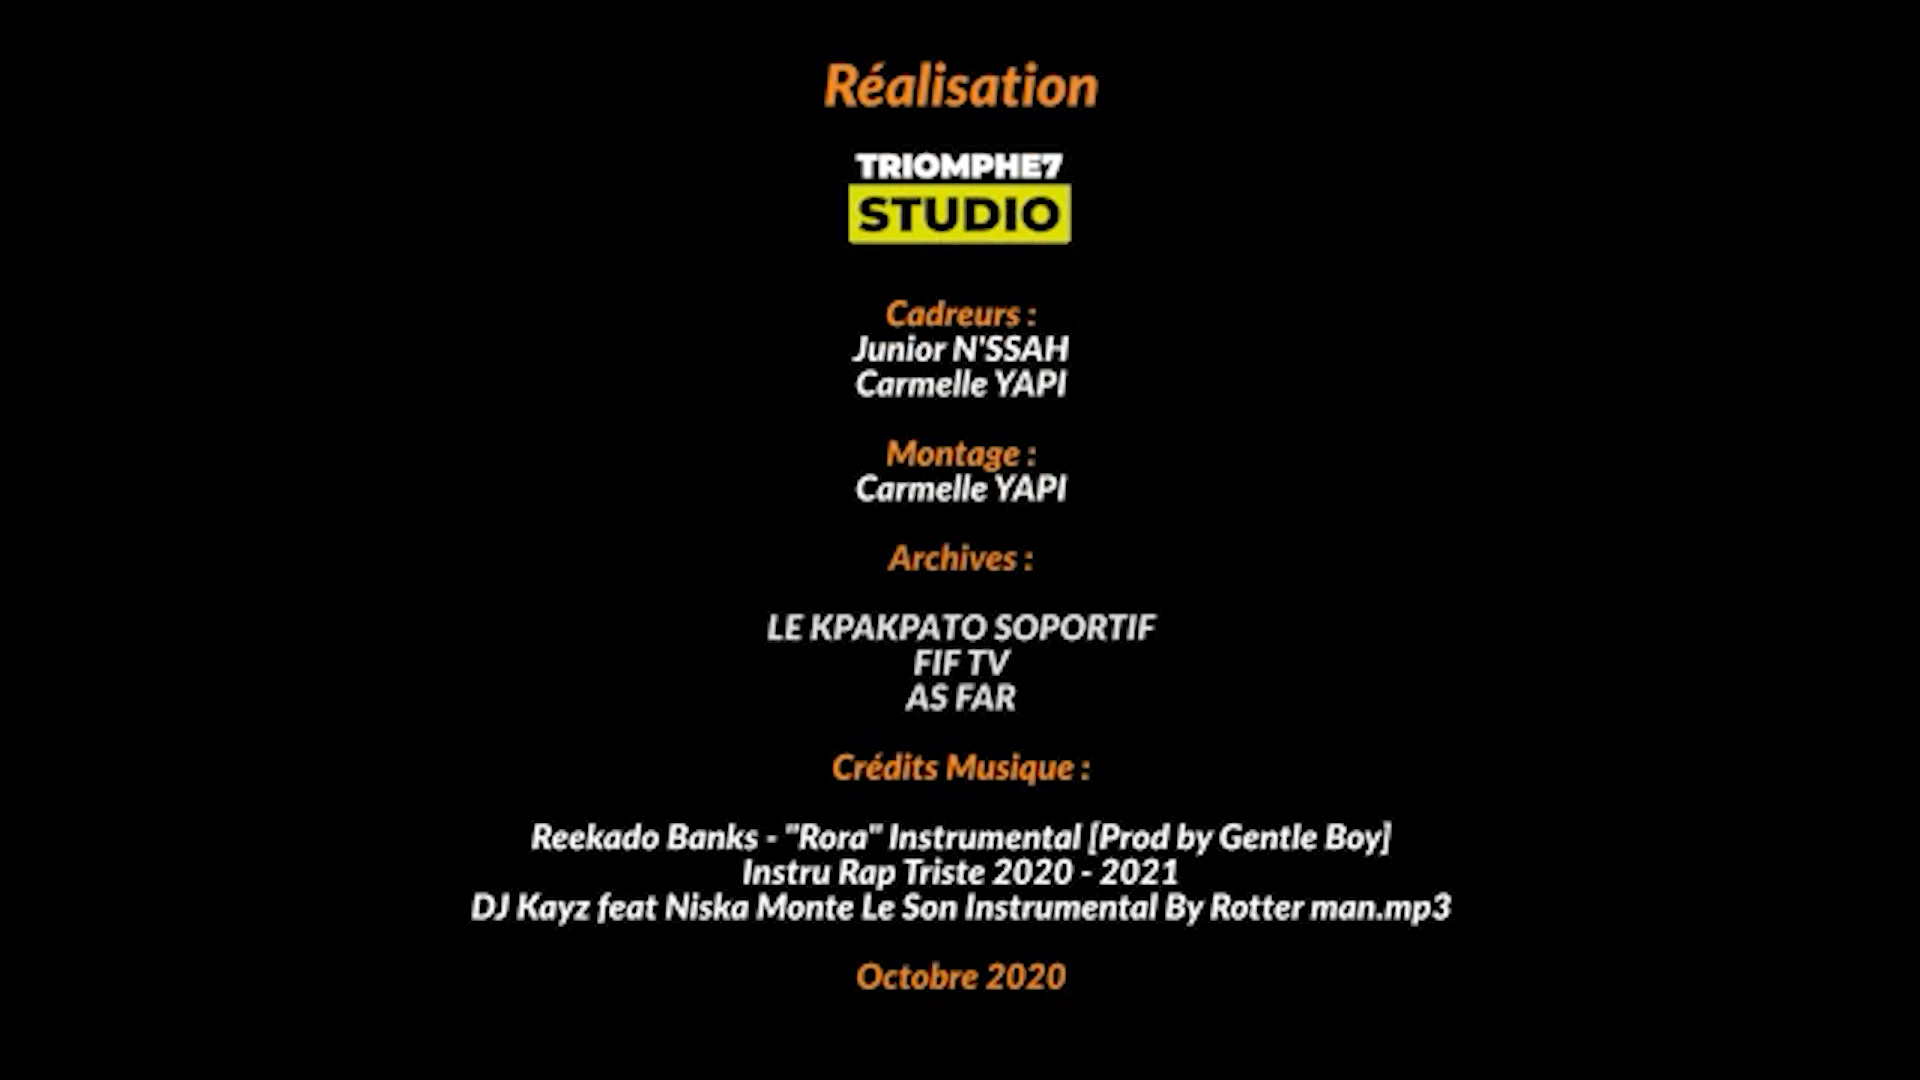 Réalisation
TRIOMPHE7
STUDIO
Cadreurs :
Junior N'SSAH
Carmelle YAPI
Montage :
Carmelle YAPI
Archives :
LE KPAKPATO SOPORTIF
FIF TV
AS FAR
Crédits Musique :
Reekado Banks - "Rora" Instrumental [Prod by Gentle Boy]
Instru Rap Triste 2020 - 2021
DJ Kayz feat Niska Monte Le Son Instrumental By Rotter man.mp3
Octobre 2020